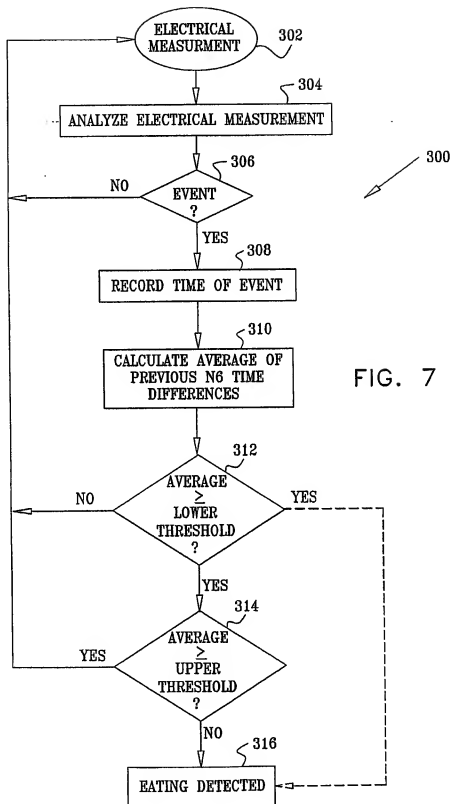 ELECTRICAL
MEASURMENT
302
304
ANALYZE ELECTRICAL MEASUREMENT
306
300
NO
EVENT
?
YES
308
RECORD TIME OF EVENT
310
CALCULATE AVERAGE OF
PREVIOUS N6 TIME
DIFFERENCES
FIG. 7
312
NO
AVERAGE
≥
LOWER
THRESHOLD
?
YES
YES
314
YES
AVERAGE
≥
UPPER
THRESHOLD
?
NO
316
EATING DETECTED